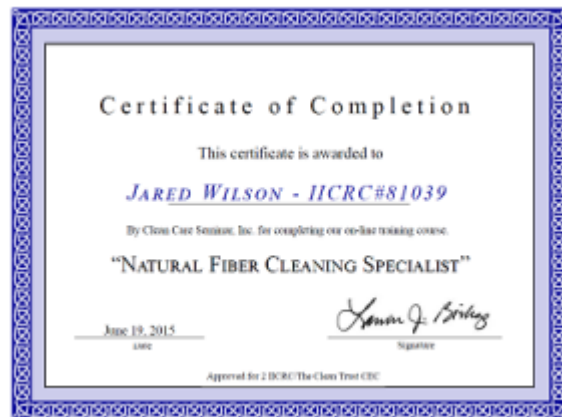 Certificate of Completion
This certificate is awarded to
JARED WILSON - IICRC#81039
By Clean Care Seminar, Inc. for completing our on-line training course.
"NATURAL FIBER CLEANING SPECIALIST"
June 19, 2015
Date
Signature
Approved for 2 IICRC/The Clean Trust CEC